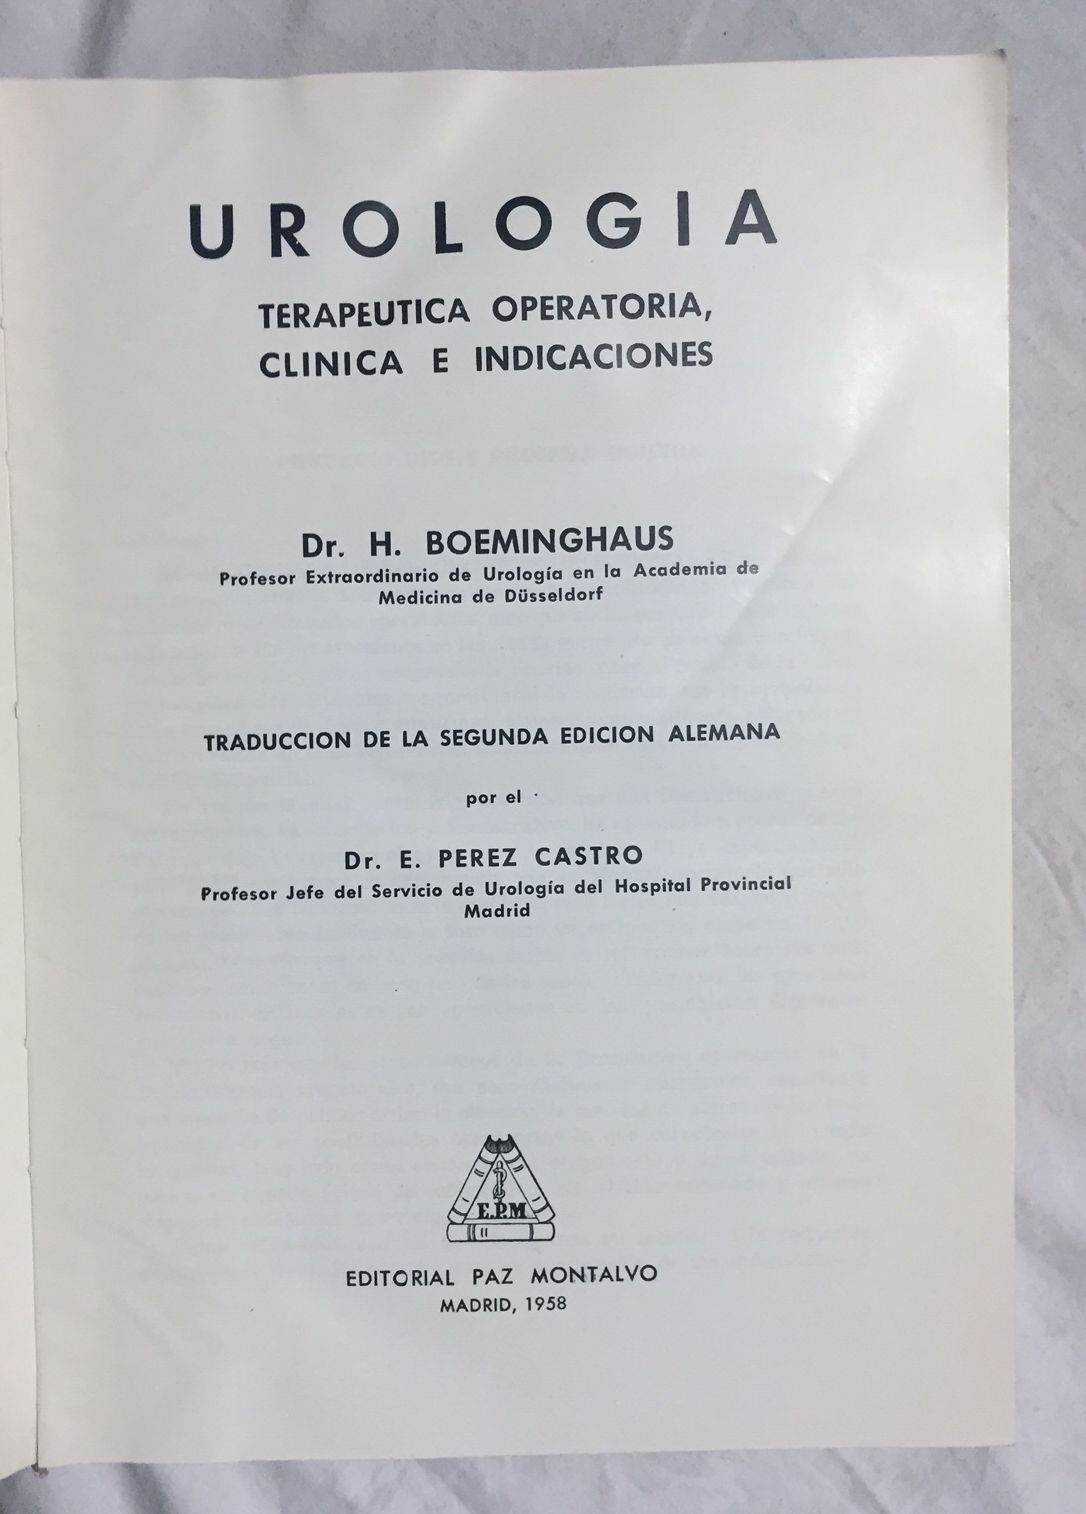 UROLOGIA
TERAPEUTICA OPERATORIA,
CLINICA E INDICACIONES
Dr. H. BOEMINGHAUS
Profesor Extraordinario de Urología en la Academia de
Medicina de Düsseldorf
TRADUCCION DE LA SEGUNDA EDICION ALEMANA
por el
Dr. E. PEREZ CASTRO
Profesor Jefe del Servicio de Urología del Hospital Provincial
Madrid
E.P.M
EDITORIAL PAZ MONTALVO
MADRID, 1958